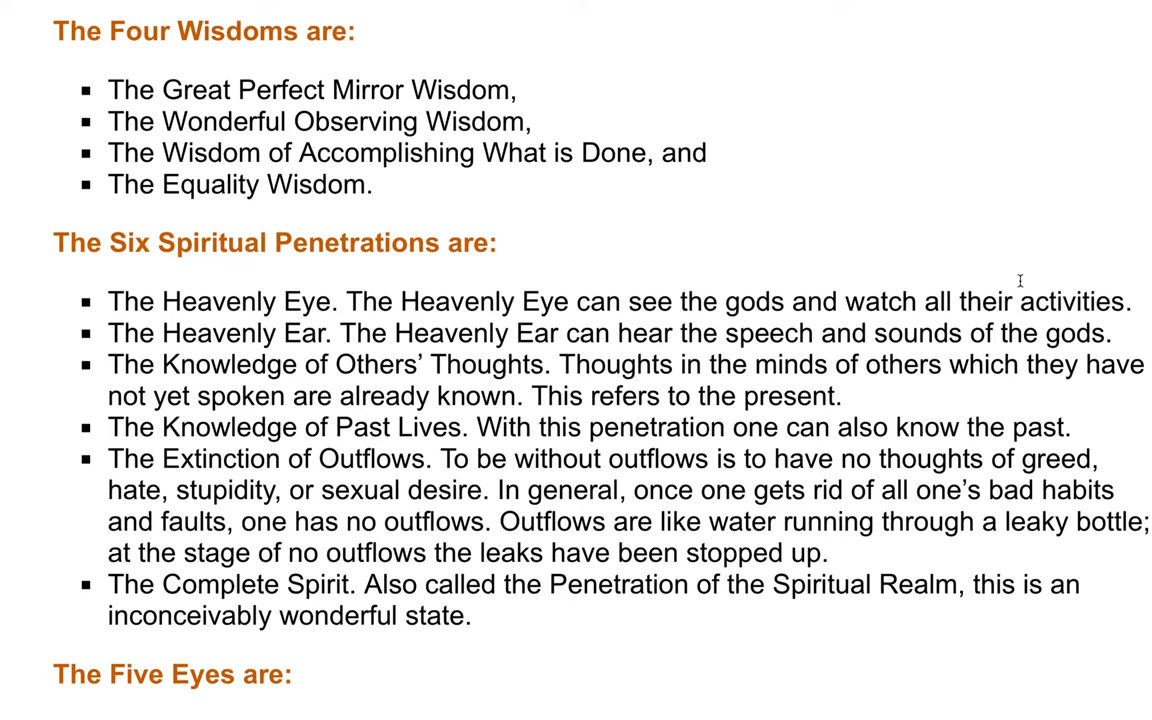 The Four Wisdoms are:
▪ The Great Perfect Mirror Wisdom,
▪ The Wonderful Observing Wisdom,
▪ The Wisdom of Accomplishing What is Done, and
▪ The Equality Wisdom.
The Six Spiritual Penetrations are:
▪ The Heavenly Eye. The Heavenly Eye can see the gods and watch all their activities.
▪ The Heavenly Ear. The Heavenly Ear can hear the speech and sounds of the gods.
▪ The Knowledge of Others’ Thoughts. Thoughts in the minds of others which they have
not yet spoken are already known. This refers to the present.
▪ The Knowledge of Past Lives. With this penetration one can also know the past.
▪ The Extinction of Outflows. To be without outflows is to have no thoughts of greed,
hate, stupidity, or sexual desire. In general, once one gets rid of all one’s bad habits
and faults, one has no outflows. Outflows are like water running through a leaky bottle;
at the stage of no outflows the leaks have been stopped up.
▪ The Complete Spirit. Also called the Penetration of the Spiritual Realm, this is an
inconceivably wonderful state.
The Five Eyes are: